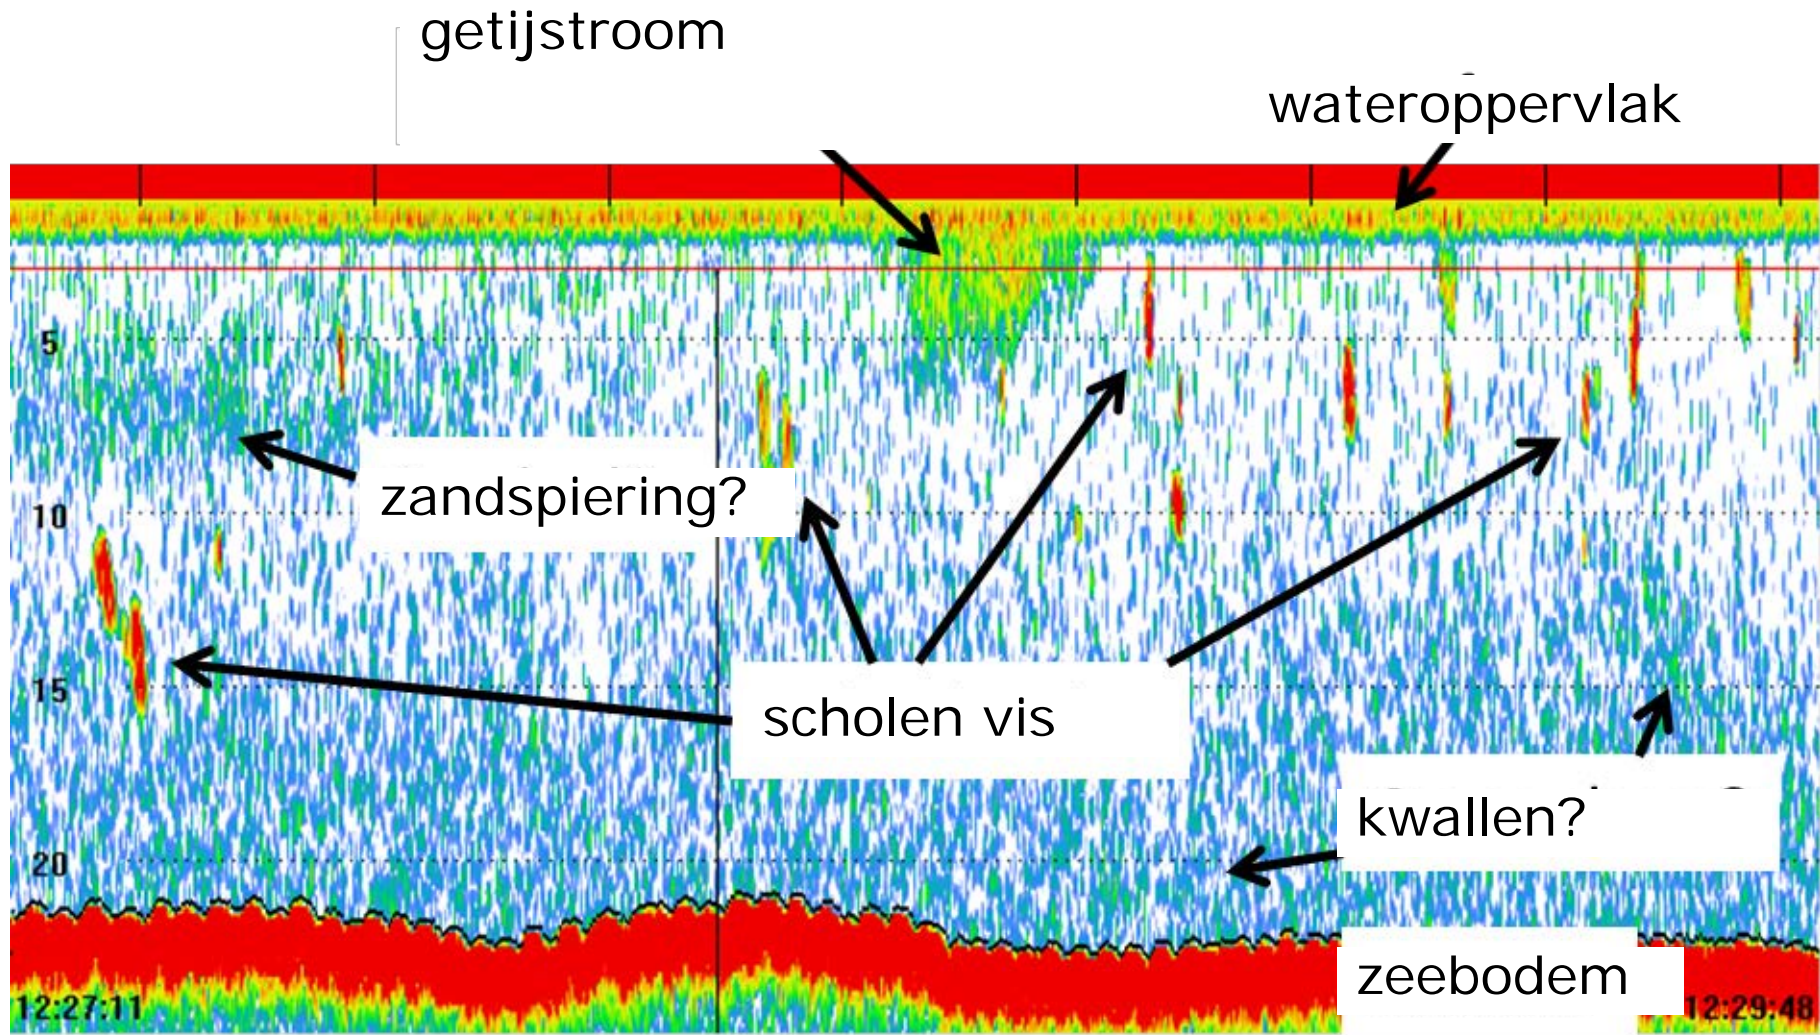 getijstroom
wateroppervlak
5
zandspiering?
10
15
scholen vis
kwallen?
20
zeebodem
12:27:11
12:29:48